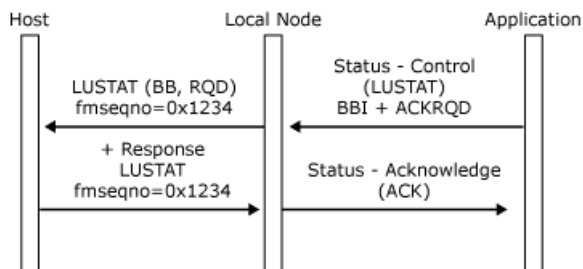 Host
Local Node
Application
LUSTAT (BB, RQD)
fmseqno=0x1234
Status - Control
(LUSTAT)
BBI + ACKRQD
+ Response
LUSTAT
fmseqno=0x1234
Status - Acknowledge
(ACK)